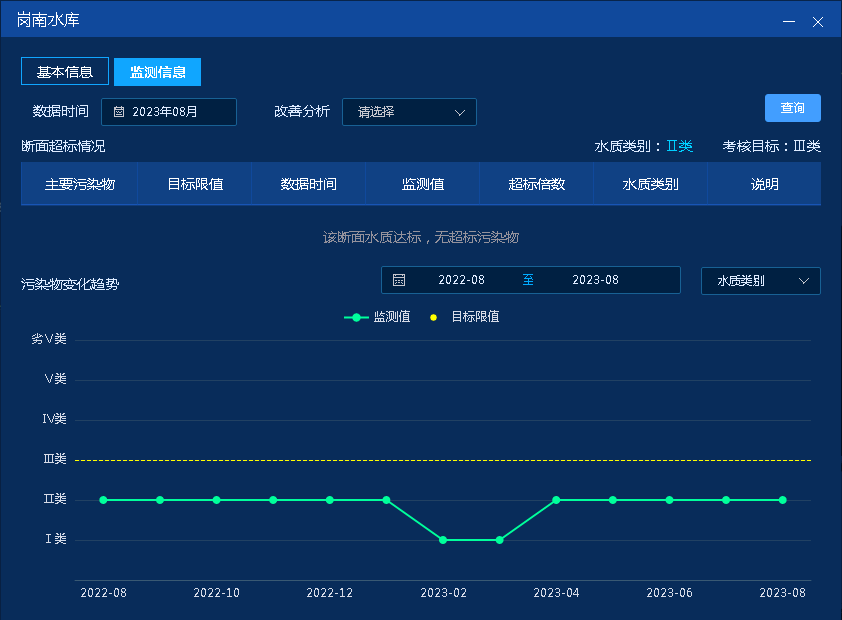 岗南水库
基本信息 监测信息
数据时间 2023年08月 改善分析 请选择 查询
断面超标情况 水质类别：Ⅱ类 考核目标：Ⅲ类
主要污染物 目标限值 数据时间 监测值 超标倍数 水质类别 说明
该断面水质达标，无超标污染物
污染物变化趋势 2022-08 至 2023-08 水质类别
监测值 目标限值
劣Ⅴ类
Ⅴ类
Ⅳ类
Ⅲ类
Ⅱ类
Ⅰ类
2022-08 2022-10 2022-12 2023-02 2023-04 2023-06 2023-08